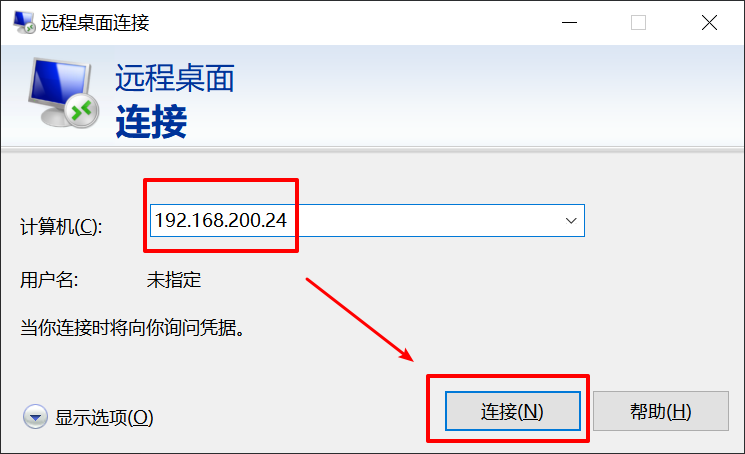 远程桌面连接
远程桌面
连接
计算机(C): 192.168.200.24
用户名: 未指定
当你连接时将向你询问凭据。
显示选项(O) 连接(N) 帮助(H)